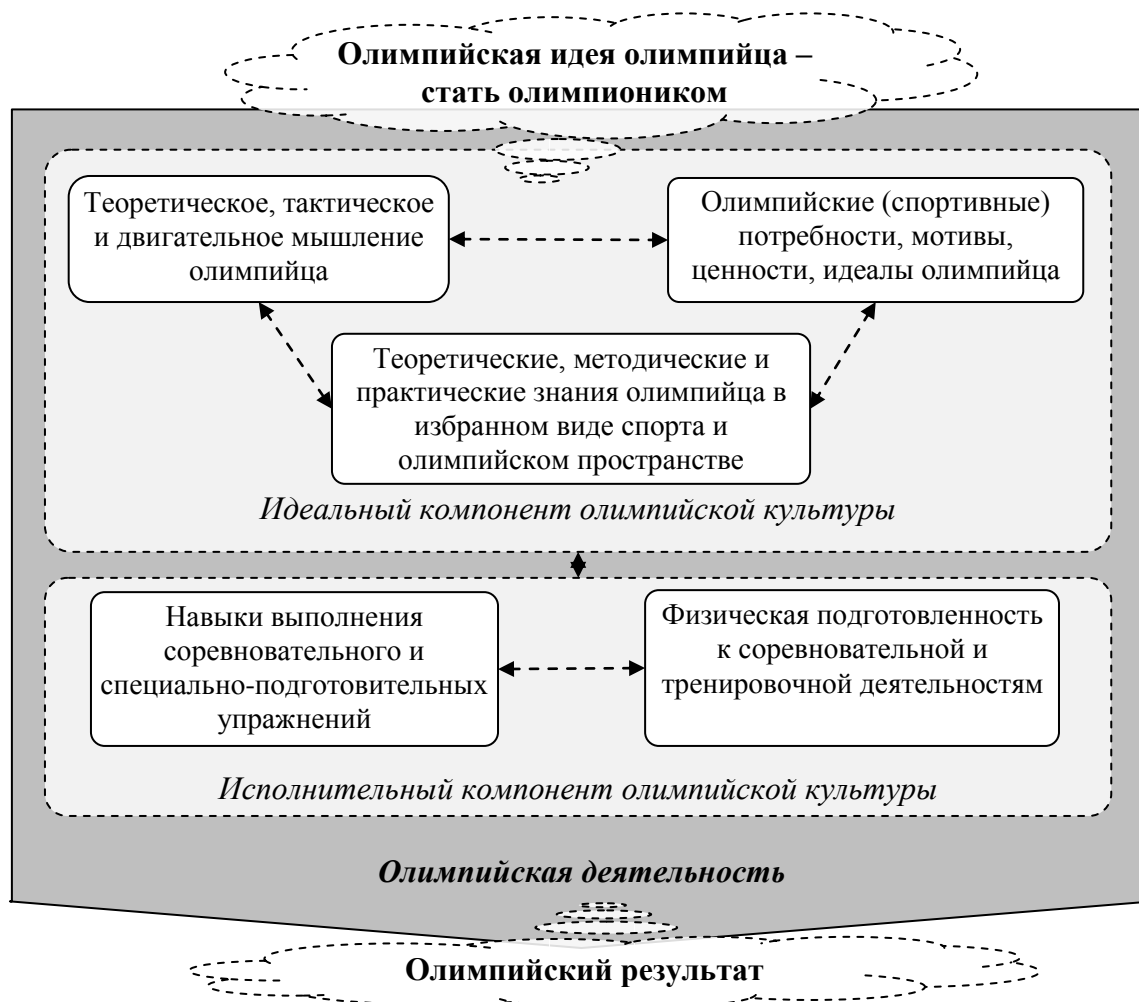 Олимпийская идея олимпийца –
стать олимпиоником
Теоретическое, тактическое
и двигательное мышление
олимпийца
Олимпийские (спортивные)
потребности, мотивы,
ценности, идеалы олимпийца
Теоретические, методические и
практические знания олимпийца в
избранном виде спорта и
олимпийском пространстве
Идеальный компонент олимпийской культуры
Навыки выполнения
соревновательного и
специально-подготовительных
упражнений
Физическая подготовленность
к соревновательной и
тренировочной деятельностям
Исполнительный компонент олимпийской культуры
Олимпийская деятельность
Олимпийский результат